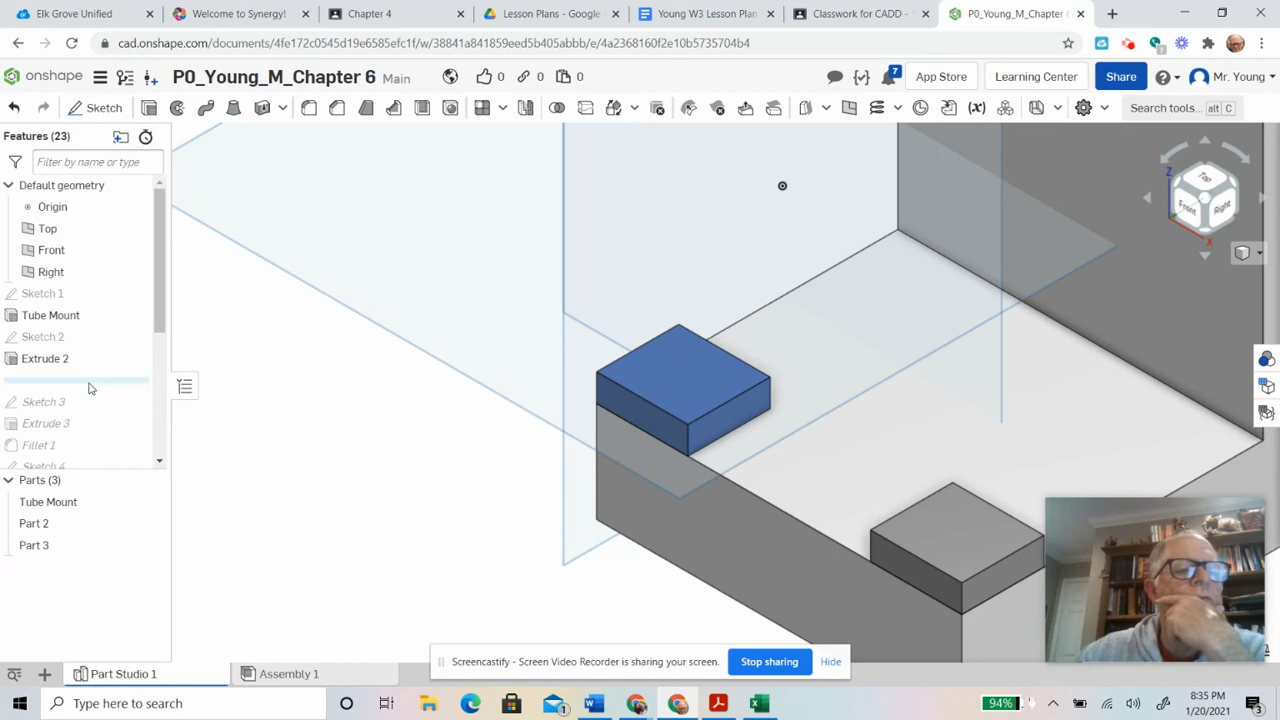 Elk Grove Unified
Welcome to Synergy!
Chapter 4
Lesson Plans - Google
Young W3 Lesson Plan
Classwork for CADD -
P0_Young_M_Chapter 6
cad.onshape.com/documents/4fe172c0545d19e6585efc1f/w/38841a841859eed5b405abbb/e/4a2368160f2e10b5735704b4
onshape
P0_Young_M_Chapter 6 Main
0
0
0
7
App Store
Learning Center
Share
Mr. Young
Sketch
Search tools...
alt C
Features (23)
Filter by name or type
Default geometry
Origin
Top
Front
Right
Sketch 1
Tube Mount
Sketch 2
Extrude 2
Sketch 3
Extrude 3
Fillet 1
Sketch 4
Parts (3)
Tube Mount
Part 2
Part 3
Z
Top
Front
Right
X
Screencastify - Screen Video Recorder is sharing your screen.
Stop sharing
Hide
Part Studio 1
Assembly 1
Type here to search
94%
8:35 PM
1/20/2021
3